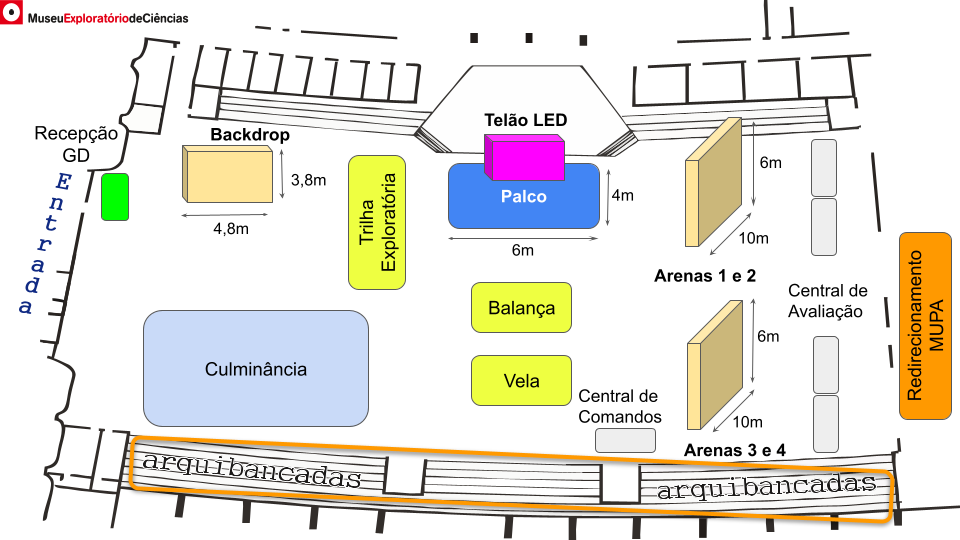 MuseuExploratóriodeCiências
Recepção
GD
Entrada
Backdrop
3,8m
4,8m
Trilha
Exploratória
Telão LED
Palco
4m
6m
6m
10m
Arenas 1 e 2
Balança
Vela
Culminância
Central de
Avaliação
Redirecionamento
MUPA
6m
10m
Arenas 3 e 4
Central de
Comandos
arquibancadas
arquibancadas